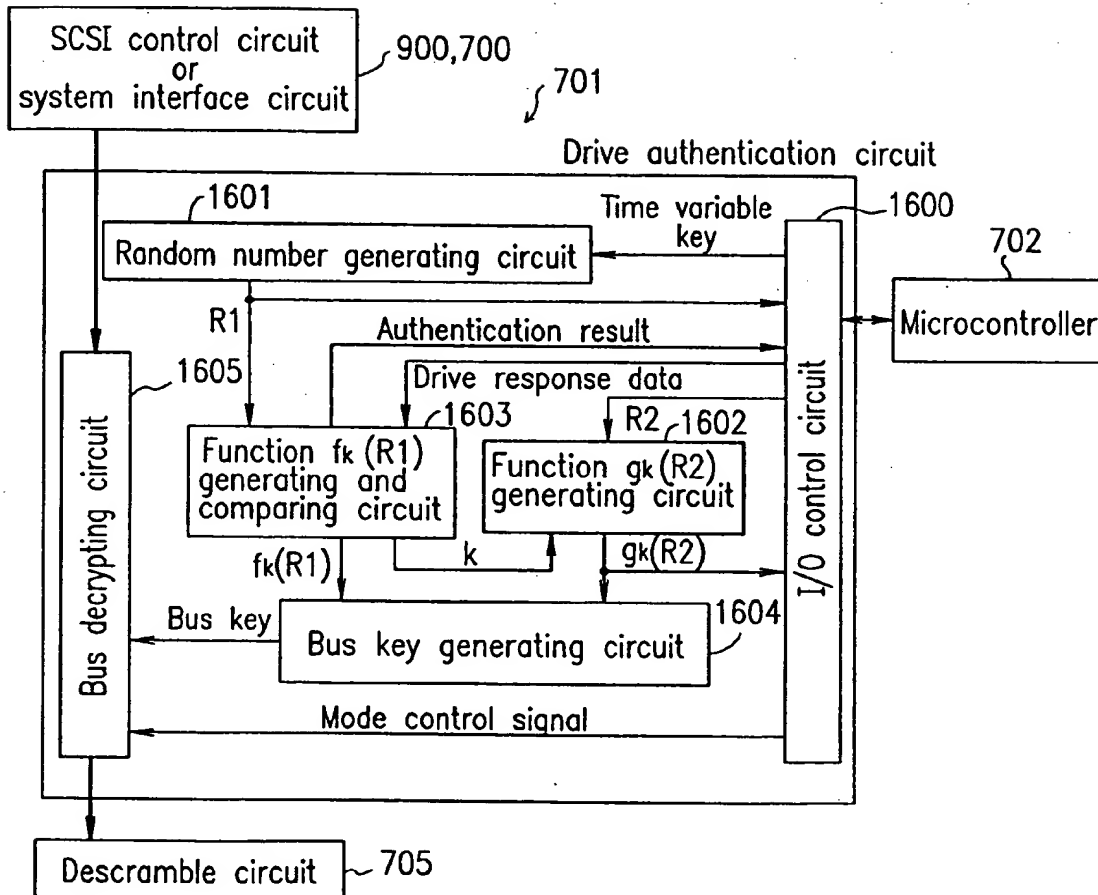 SCSI control circuit
or
system interface circuit
900,700
701
Drive authentication circuit
1601
Time variable
key
1600
Random number generating circuit
702
Microcontroller
R1
Authentication result
1605
Drive response data
1603
R2
1602
Function fk (R1)
generating and
comparing circuit
Function gk (R2)
generating circuit
Bus decrypting circuit
I/O control circuit
fk(R1)
k
gk(R2)
Bus key
Bus key generating circuit
1604
Mode control signal
Descramble circuit
705